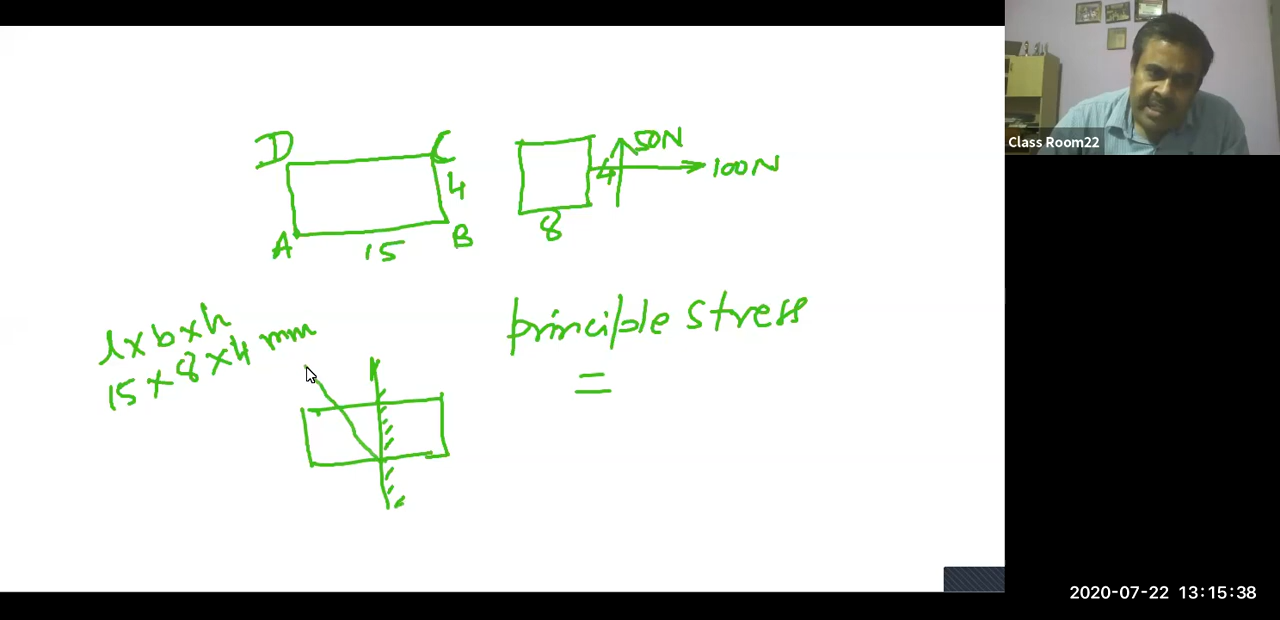 D C
4
A 15 B
50N
4 100N
8
l×b×h
15×8×4 mm
principle stress
=
Class Room22
2020-07-22 13:15:38